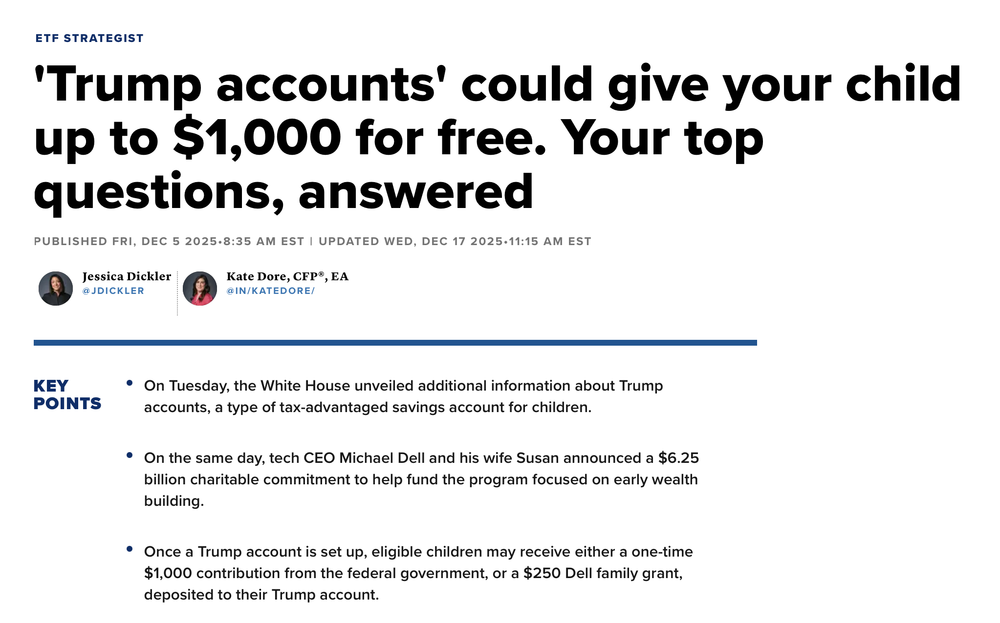 ETF STRATEGIST
'Trump accounts' could give your child
up to $1,000 for free. Your top
questions, answered
PUBLISHED FRI, DEC 5 2025•8:35 AM EST | UPDATED WED, DEC 17 2025•11:15 AM EST
Jessica Dickler
@JDICKLER
Kate Dore, CFP®, EA
@IN/KATEDORE/
KEY
POINTS
• On Tuesday, the White House unveiled additional information about Trump
accounts, a type of tax-advantaged savings account for children.
• On the same day, tech CEO Michael Dell and his wife Susan announced a $6.25
billion charitable commitment to help fund the program focused on early wealth
building.
• Once a Trump account is set up, eligible children may receive either a one-time
$1,000 contribution from the federal government, or a $250 Dell family grant,
deposited to their Trump account.